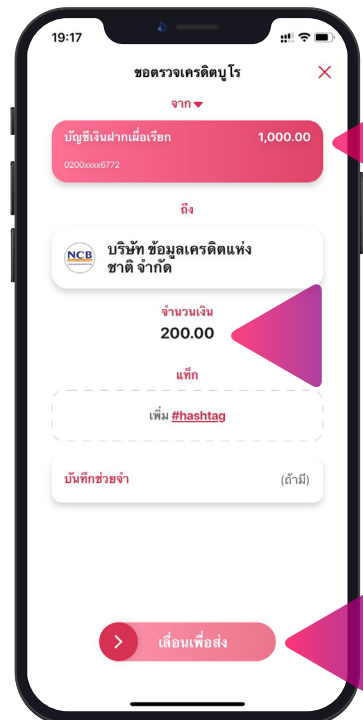 19:17
ขอตรวจเครดิตบูโร
จาก
บัญชีเงินฝากเผื่อเรียก 1,000.00
0200xxxx6772
ถึง
NCB บริษัท ข้อมูลเครดิตแห่ง
ชาติ จำกัด
จำนวนเงิน
200.00
แท็ก
เพิ่ม #hashtag
บันทึกช่วยจำ (ถ้ามี)
เลื่อนเพื่อส่ง